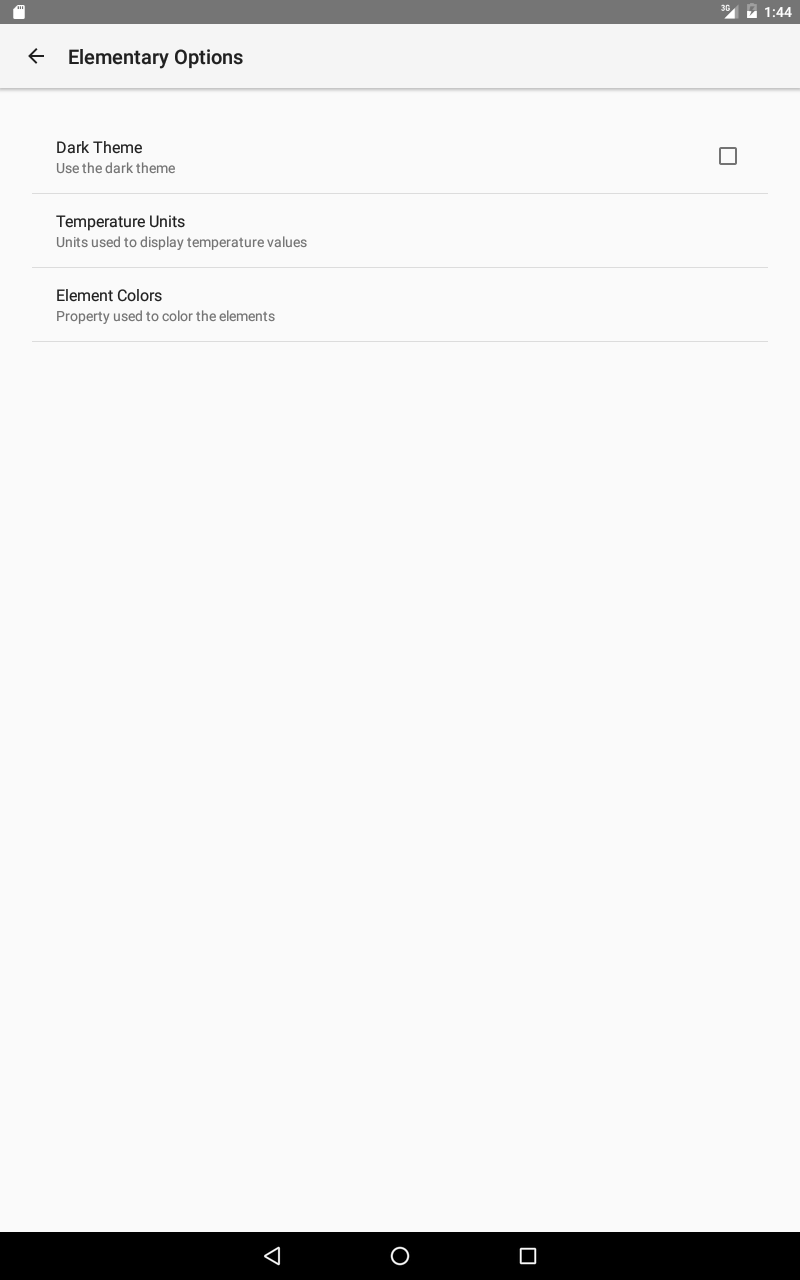 3G 1:44
Elementary Options
Dark Theme
Use the dark theme
Temperature Units
Units used to display temperature values
Element Colors
Property used to color the elements